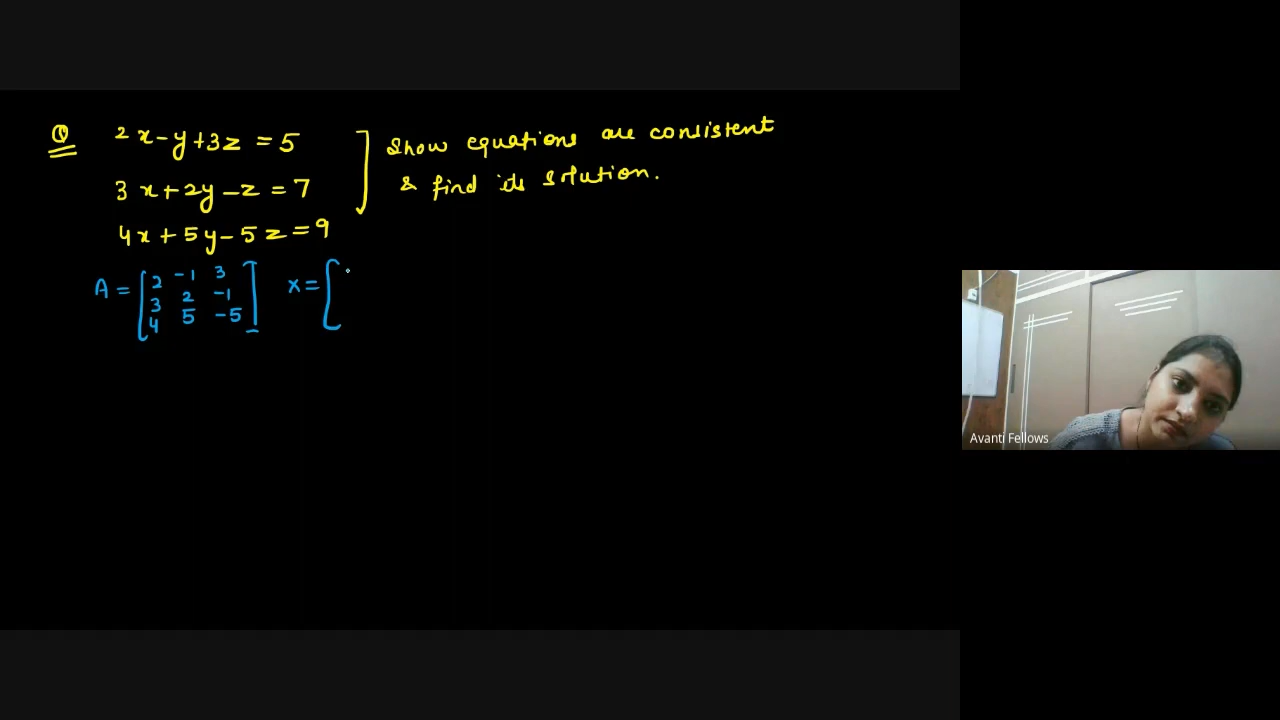 Q 2x-y+3z=5
3x+2y-z=7
4x+5y-5z=9
Show equations are consistent
& find its solution.
A= [2 -1 3
3 2 -1
4 5 -5] X= [
Avanti Fellows